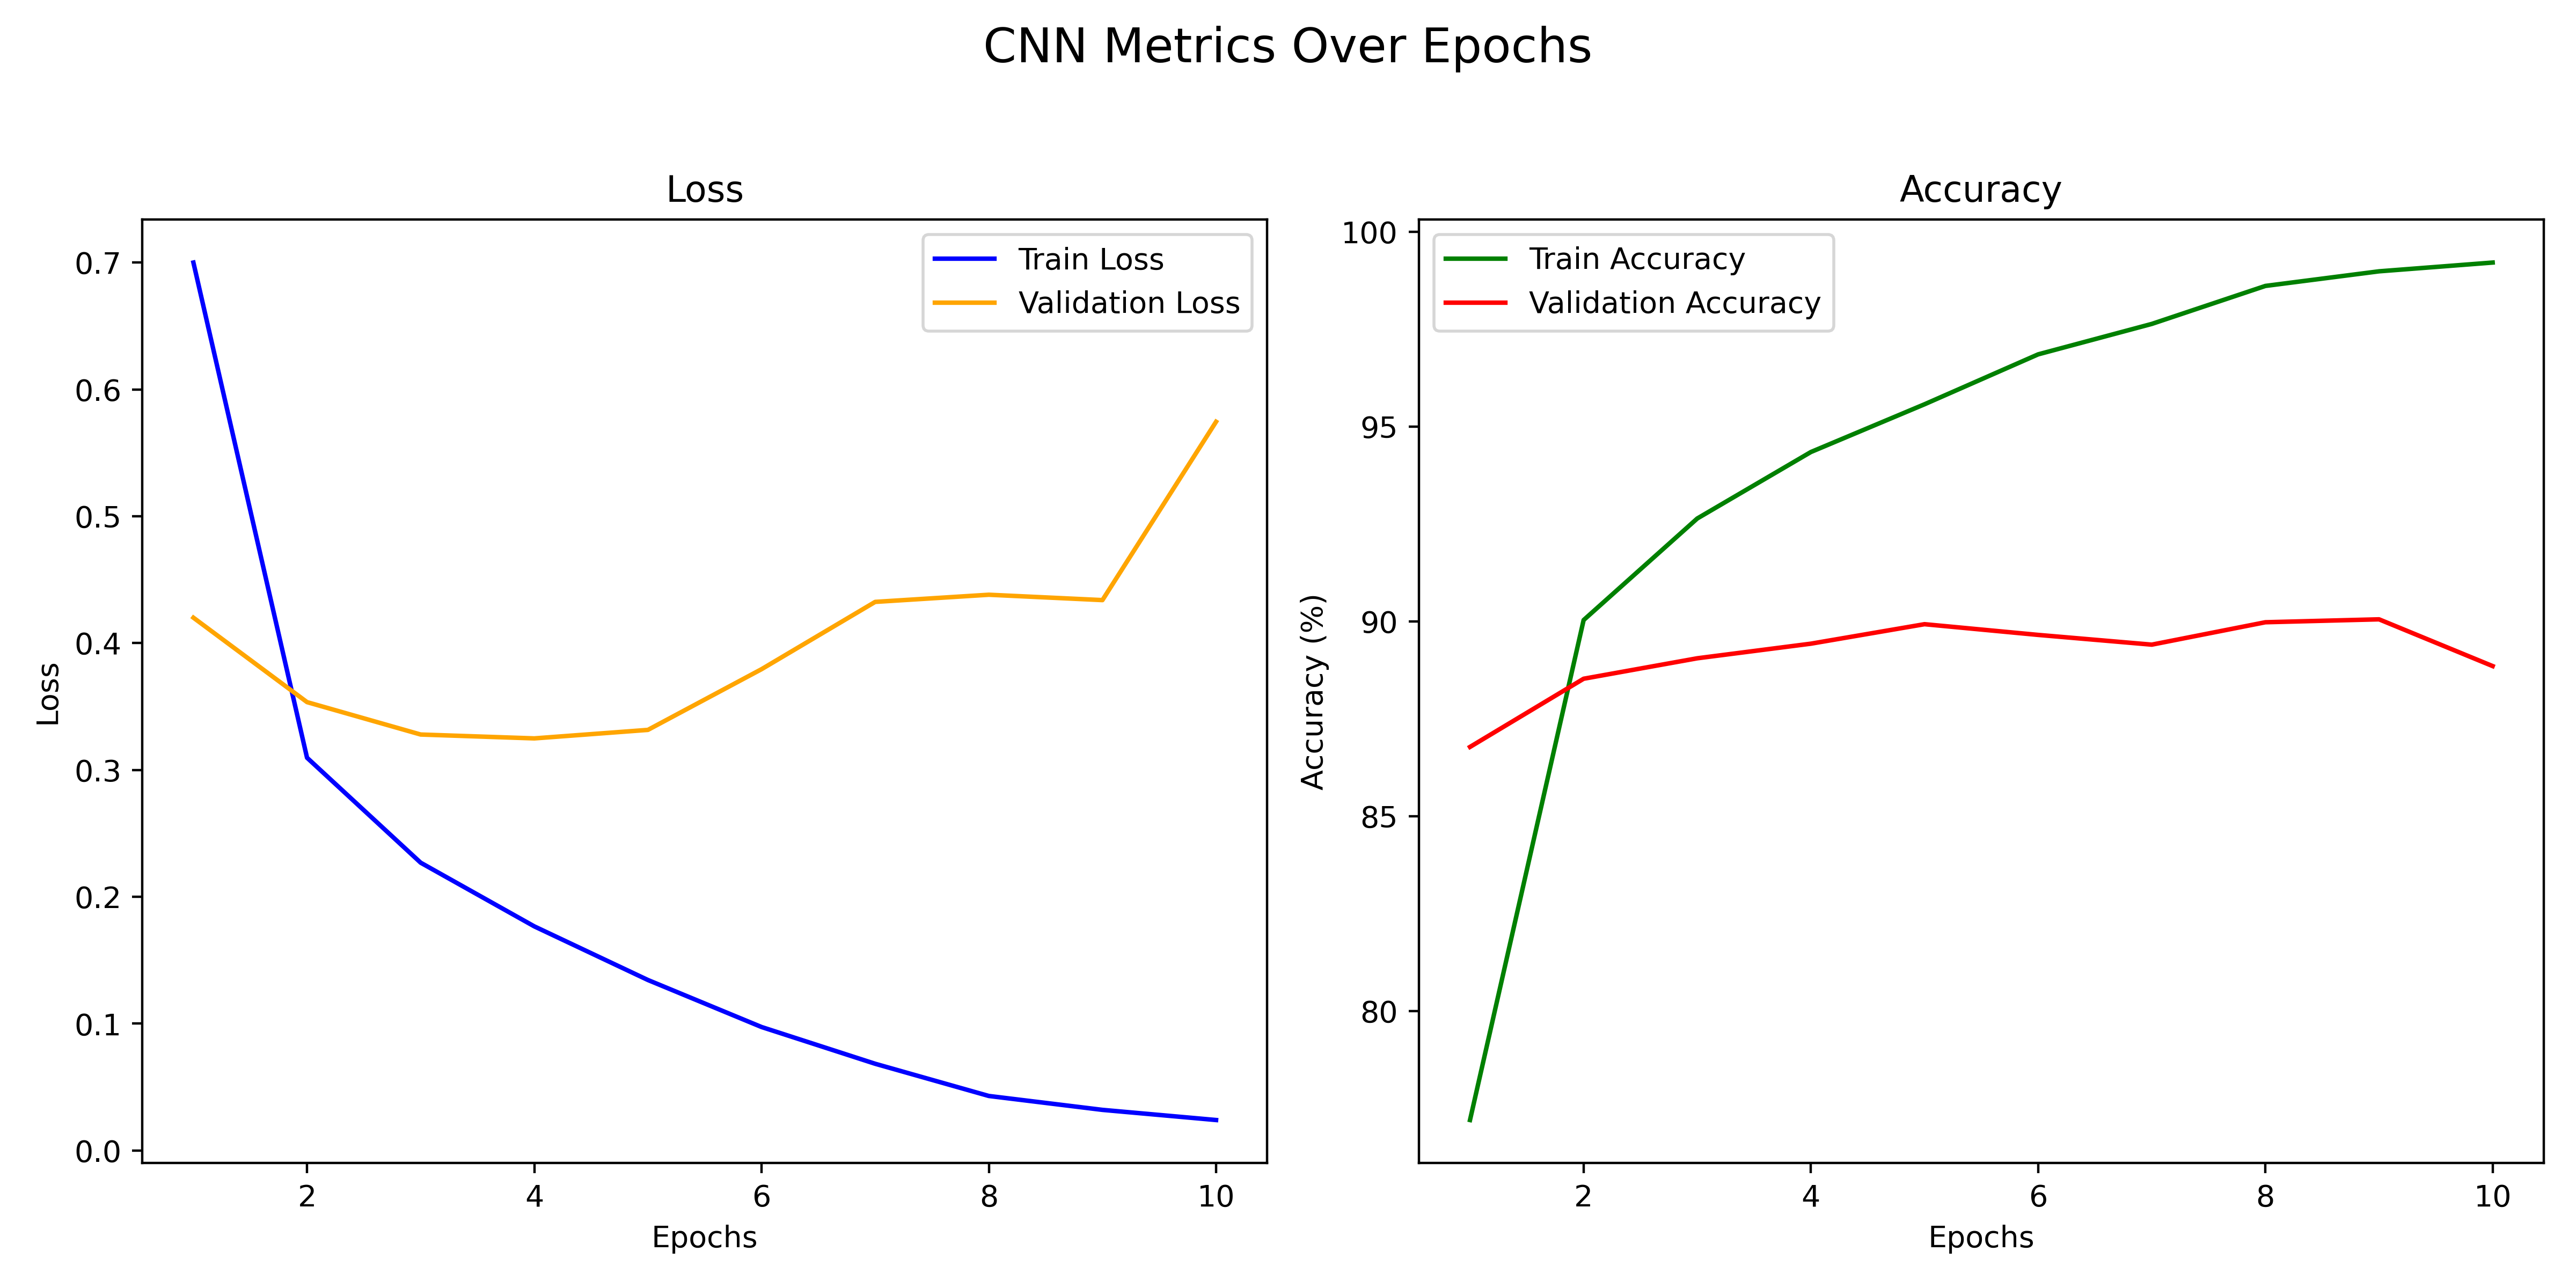 CNN Metrics Over Epochs
Loss
Train Loss
Validation Loss
0.7
0.6
0.5
0.4
0.3
0.2
0.1
0.0
Loss
2 4 6 8 10
Epochs
Accuracy
Train Accuracy
Validation Accuracy
100
95
90
85
80
Accuracy (%)
2 4 6 8 10
Epochs